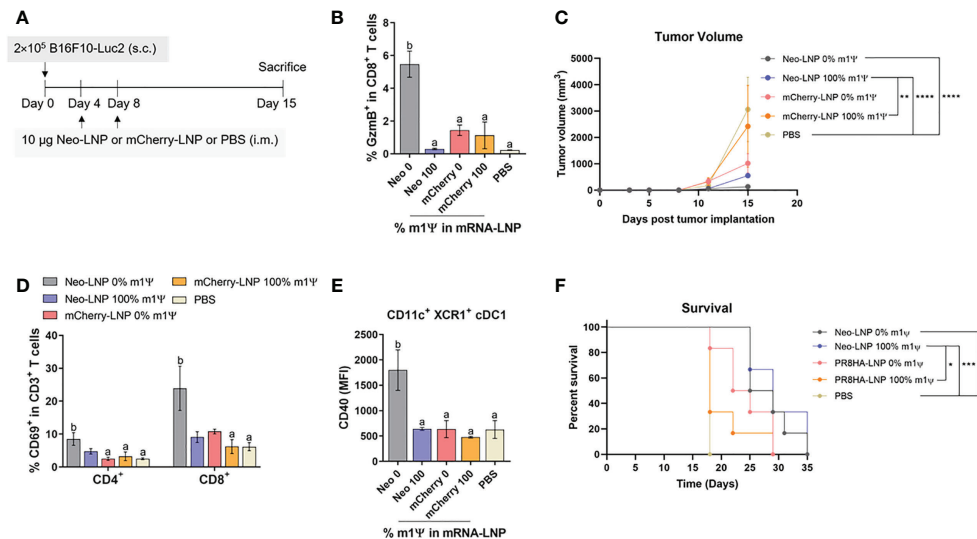 A
2×10⁵ B16F10-Luc2 (s.c.)
Sacrifice
Day 0
Day 4
Day 8
Day 15
10 µg Neo-LNP or mCherry-LNP or PBS (i.m.)
B
% GzmB⁺ in CD8⁺ T cells
8
6
4
2
0
b
a
a
a
a
Neo 0
Neo 100
mCherry 0
mCherry 100
PBS
% m1Ψ in mRNA-LNP
C
Tumor Volume
Tumor volume (mm³)
5000
4000
3000
2000
1000
0
0
5
10
15
20
Days post tumor implantation
Neo-LNP 0% m1Ψ
Neo-LNP 100% m1Ψ
mCherry-LNP 0% m1Ψ
mCherry-LNP 100% m1Ψ
PBS
**
****
****
D
Neo-LNP 0% m1Ψ
mCherry-LNP 100% m1Ψ
Neo-LNP 100% m1Ψ
PBS
mCherry-LNP 0% m1Ψ
% CD69⁺ in CD3⁺ T cells
40
30
20
10
0
b
a
a
a
b
a
a
CD4⁺
CD8⁺
E
CD11c⁺ XCR1⁺ cDC1
CD40 (MFI)
2500
2000
1500
1000
500
0
b
a
a
a
a
Neo 0
Neo 100
mCherry 0
mCherry 100
PBS
% m1Ψ in mRNA-LNP
F
Survival
Percent survival
100
80
60
40
20
0
0
5
10
15
20
25
30
35
Time (Days)
Neo-LNP 0% m1ψ
Neo-LNP 100% m1ψ
PR8HA-LNP 0% m1ψ
PR8HA-LNP 100% m1ψ
PBS
*
***